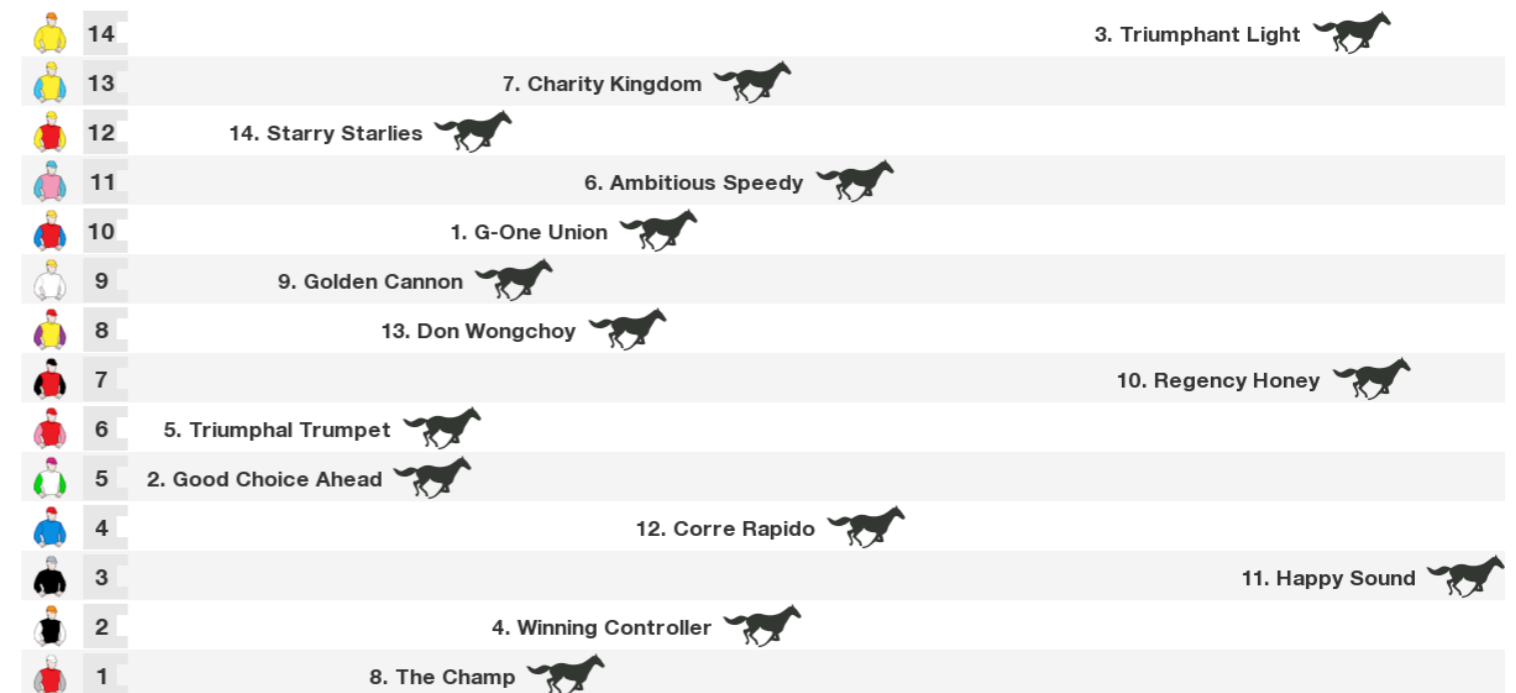 14 3. Triumphant Light
13 7. Charity Kingdom
12 14. Starry Starlies
11 6. Ambitious Speedy
10 1. G-One Union
9 9. Golden Cannon
8 13. Don Wongchoy
7 10. Regency Honey
6 5. Triumphal Trumpet
5 2. Good Choice Ahead
4 12. Corre Rapido
3 11. Happy Sound
2 4. Winning Controller
1 8. The Champ